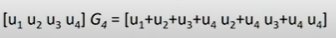 [u₁ u₂ u₃ u₄] G₄ = [u₁+u₂+u₃+u₄ u₂+u₄ u₃+u₄ u₄]